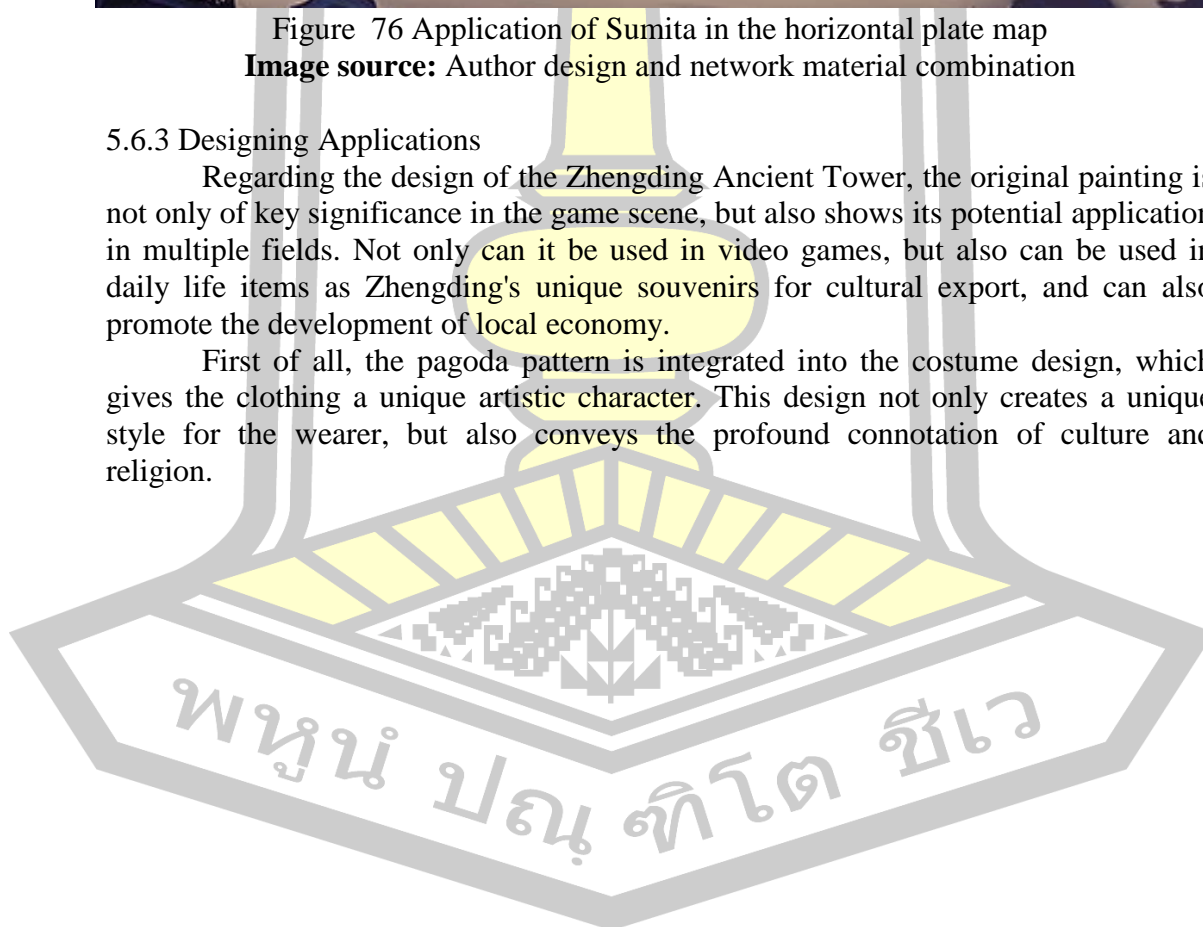 Figure 76 Application of Sumita in the horizontal plate map
Image source: Author design and network material combination
5.6.3 Designing Applications
Regarding the design of the Zhengding Ancient Tower, the original painting is
not only of key significance in the game scene, but also shows its potential application
in multiple fields. Not only can it be used in video games, but also can be used in
daily life items as Zhengding's unique souvenirs for cultural export, and can also
promote the development of local economy.
First of all, the pagoda pattern is integrated into the costume design, which
gives the clothing a unique artistic character. This design not only creates a unique
style for the wearer, but also conveys the profound connotation of culture and
religion.
พหูนํ ปณฺฑิโต ชีเว